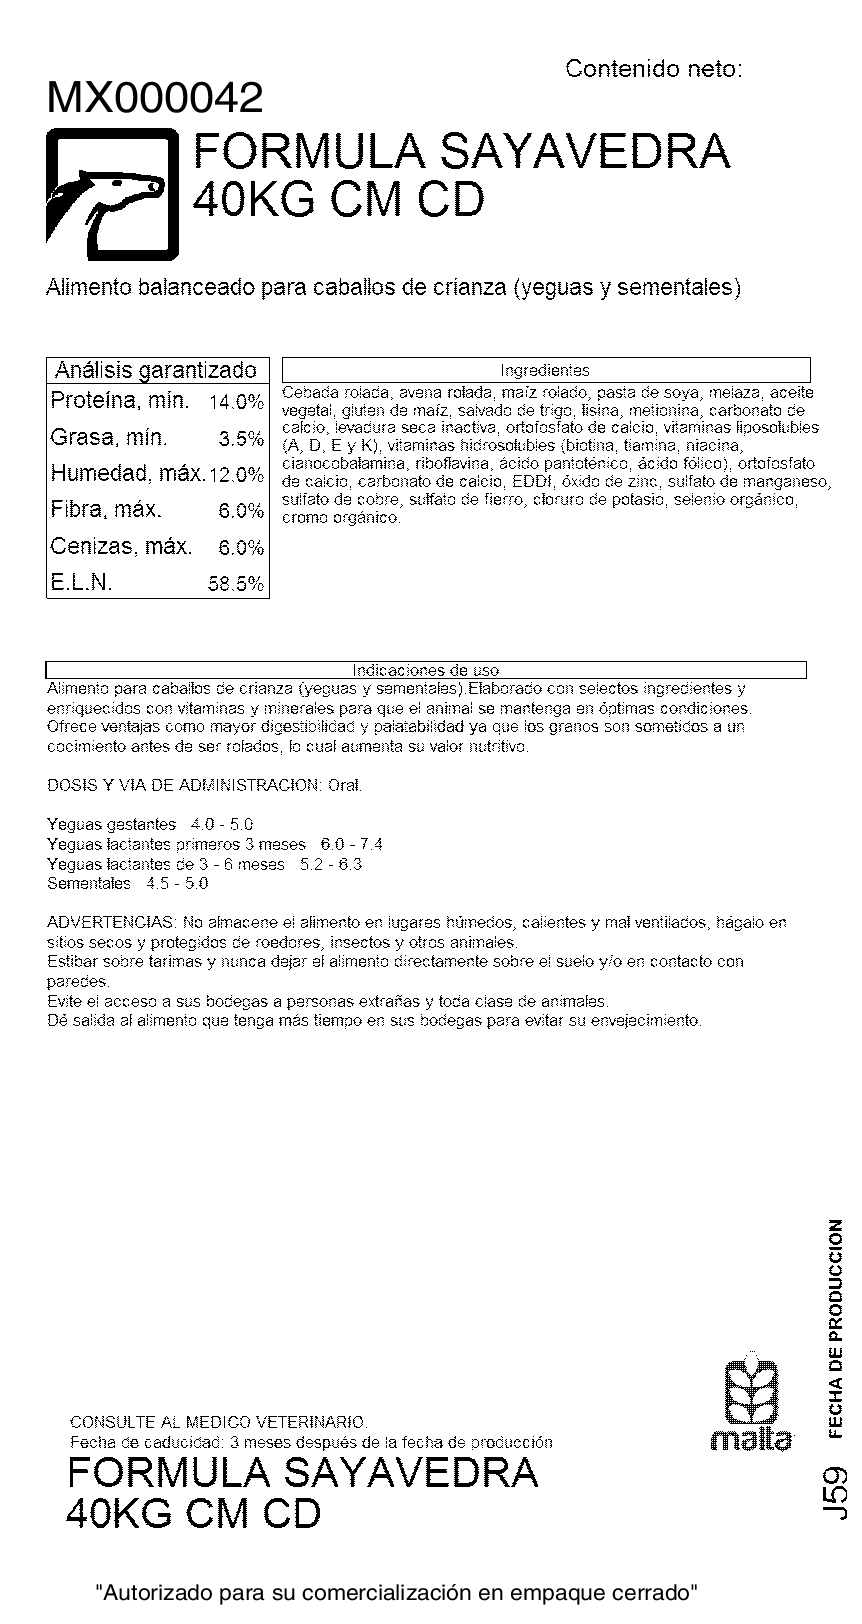 Contenido neto:
MX000042
FORMULA SAYAVEDRA
40KG CM CD
Alimento balanceado para caballos de crianza (yeguas y sementales)
Análisis garantizado
Proteína, mín. 14.0%
Grasa, mín. 3.5%
Humedad, máx. 12.0%
Fibra, máx. 6.0%
Cenizas, máx. 6.0%
E.L.N. 58.5%
Ingredientes
Cebada rolada, avena rolada, maíz rolado, pasta de soya, melaza, aceite
vegetal, gluten de maíz, salvado de trigo, lisina, metionina, carbonato de
calcio, levadura seca inactiva, ortofosfato de calcio, vitaminas liposolubles
(A, D, E y K), vitaminas hidrosolubles (biotina, tiamina, niacina,
cianocobalamina, riboflavina, ácido pantoténico, ácido fólico), ortofosfato
de calcio, carbonato de calcio, EDDI, óxido de zinc, sulfato de manganeso,
sulfato de cobre, sulfato de fierro, cloruro de potasio, selenio orgánico,
cromo orgánico.
Indicaciones de uso
Alimento para caballos de crianza (yeguas y sementales).Elaborado con selectos ingredientes y
enriquecidos con vitaminas y minerales para que el animal se mantenga en óptimas condiciones.
Ofrece ventajas como mayor digestibilidad y palatabilidad ya que los granos son sometidos a un
cocimiento antes de ser rolados, lo cual aumenta su valor nutritivo.
DOSIS Y VIA DE ADMINISTRACION: Oral.
Yeguas gestantes 4.0 - 5.0
Yeguas lactantes primeros 3 meses 6.0 - 7.4
Yeguas lactantes de 3 - 6 meses 5.2 - 6.3
Sementales 4.5 - 5.0
ADVERTENCIAS: No almacene el alimento en lugares húmedos, calientes y mal ventilados, hágalo en
sitios secos y protegidos de roedores, insectos y otros animales.
Estibar sobre tarimas y nunca dejar el alimento directamente sobre el suelo y/o en contacto con
paredes.
Evite el acceso a sus bodegas a personas extrañas y toda clase de animales.
Dé salida al alimento que tenga más tiempo en sus bodegas para evitar su envejecimiento.
FECHA DE PRODUCCION
malta
J59
CONSULTE AL MEDICO VETERINARIO.
Fecha de caducidad: 3 meses después de la fecha de producción
FORMULA SAYAVEDRA
40KG CM CD
"Autorizado para su comercialización en empaque cerrado"